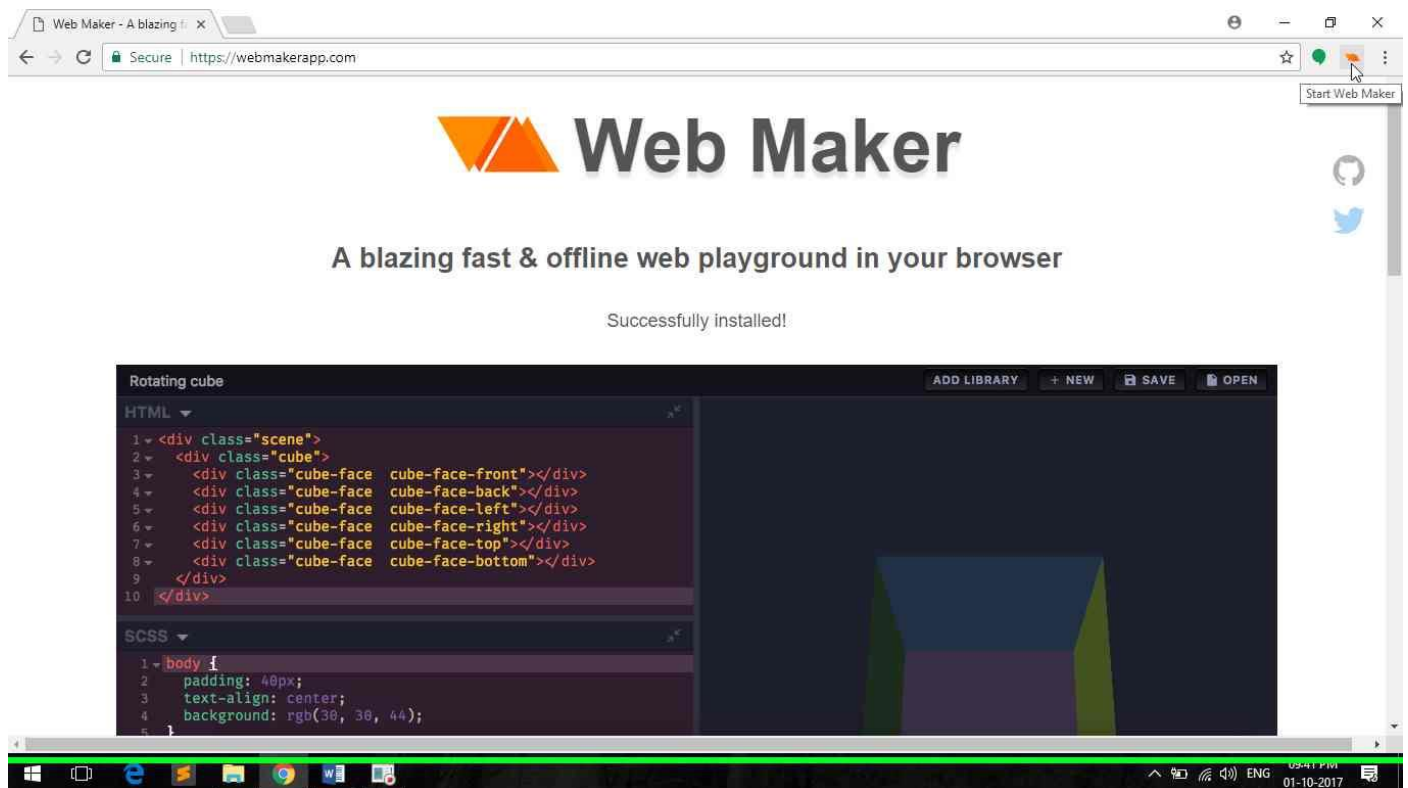 Web Maker - A blazing f
Secure | https://webmakerapp.com
Start Web Maker
Web Maker
A blazing fast & offline web playground in your browser
Successfully installed!
Rotating cube
ADD LIBRARY + NEW SAVE OPEN
HTML
1 <div class="scene">
2 <div class="cube">
3 <div class="cube-face cube-face-front"></div>
4 <div class="cube-face cube-face-back"></div>
5 <div class="cube-face cube-face-left"></div>
6 <div class="cube-face cube-face-right"></div>
7 <div class="cube-face cube-face-top"></div>
8 <div class="cube-face cube-face-bottom"></div>
9 </div>
10 </div>
SCSS
1 body {
2 padding: 40px;
3 text-align: center;
4 background: rgb(30, 30, 44);
5 }
ENG
09:41 PM
01-10-2017